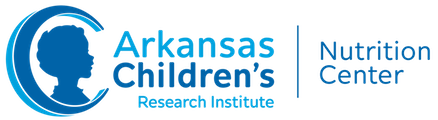 Arkansas
Children's
Research Institute
Nutrition
Center